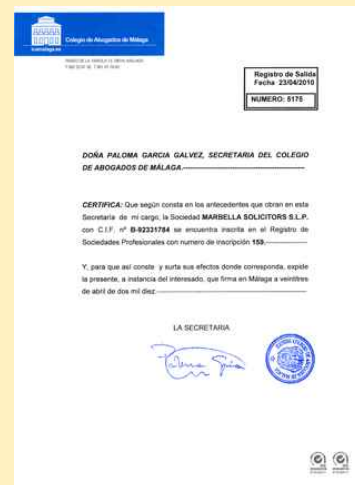 Colegio de Abogados de Málaga
icamalaga.es
Registro de Salida
Fecha 23/04/2010
NUMERO: 5175
DOÑA PALOMA GARCIA GALVEZ, SECRETARIA DEL COLEGIO
DE ABOGADOS DE MÁLAGA.
CERTIFICA: Que según consta en los antecedentes que obran en esta
Secretaría de mi cargo, la Sociedad MARBELLA SOLICITORS S.L.P.
con C.I.F. nº B-92331784 se encuentra inscrita en el Registro de
Sociedades Profesionales con numero de inscripción 159.
Y, para que así conste y surta sus efectos donde corresponda, expide
la presente, a instancia del interesado, que firma en Málaga a veintitres
de abril de dos mil diez.
LA SECRETARIA